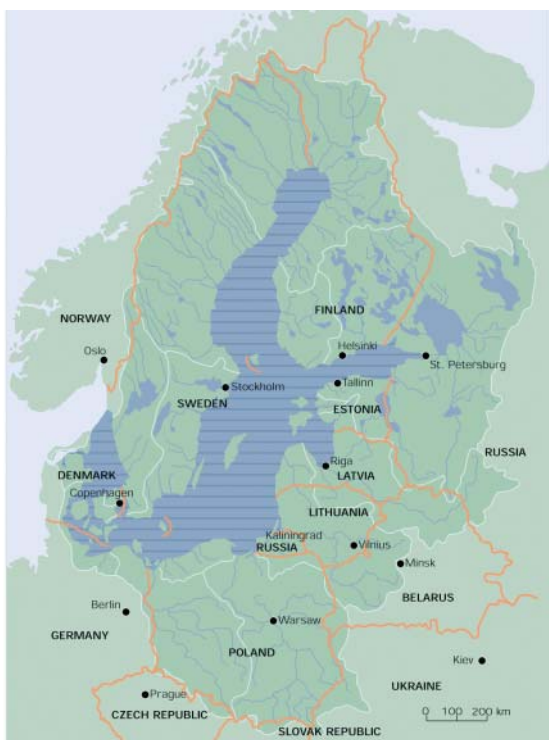 FINLAND
NORWAY
Oslo
Helsinki
St. Petersburg
Stockholm
Tallinn
SWEDEN
ESTONIA
RUSSIA
DENMARK
Riga
LATVIA
Copenhagen
LITHUANIA
Kaliningrad
RUSSIA
Vilnius
Minsk
BELARUS
Berlin
Warsaw
GERMANY
POLAND
Kiev
Prague
UKRAINE
CZECH REPUBLIC
0 100 200 km
SLOVAK REPUBLIC